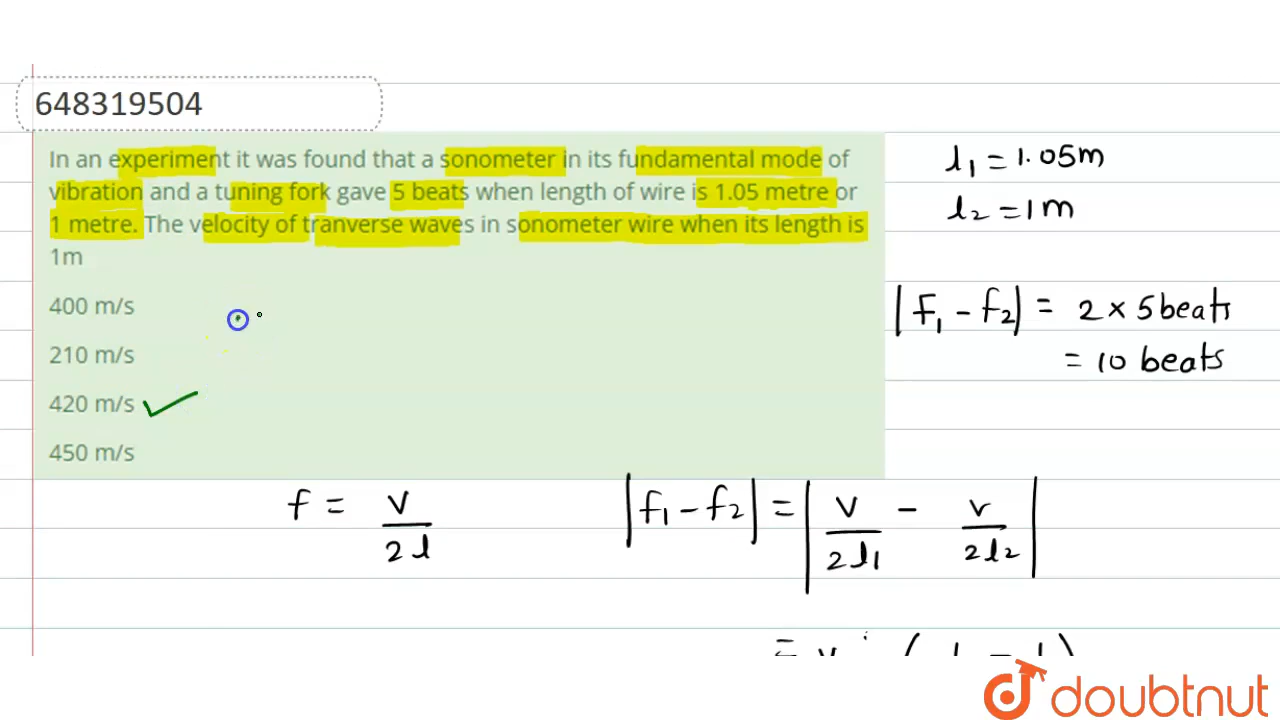 648319504
In an experiment it was found that a sonometer in its fundamental mode of
vibration and a tuning fork gave 5 beats when length of wire is 1.05 metre or
1 metre. The velocity of tranverse waves in sonometer wire when its length is
1m
400 m/s
210 m/s
420 m/s
450 m/s
l₁ = 1.05m
l₂ = 1m
|F₁ - f₂| = 2 × 5 beats
= 10 beats
f = v/2l
|f₁ - f₂| = | v/2l₁ - v/2l₂ |
doubtnut